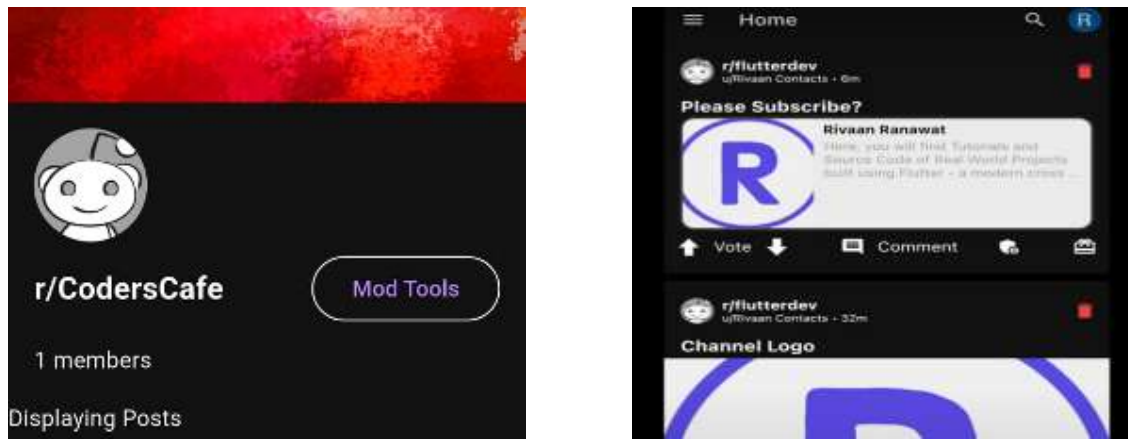 r/CodersCafe
Mod Tools
1 members
Displaying Posts
Home
R
r/flutterdev
u/Rivaan Contacts • 6m
Please Subscribe?
R
Rivaan Ranawat
Here, you will find Tutorials and
Source Code of Real World Projects
built using Flutter - a modern cross ...
Vote
Comment
r/flutterdev
u/Rivaan Contacts • 32m
Channel Logo
R